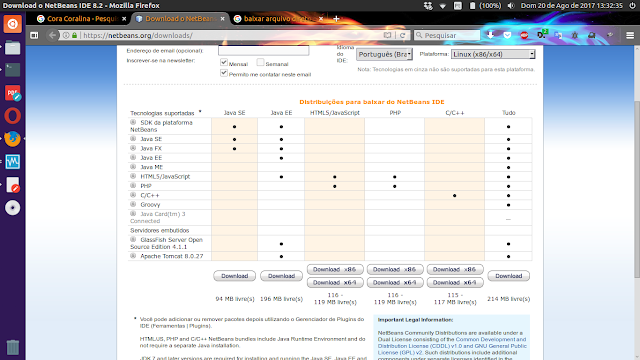 Download o NetBeans IDE 8.2 - Mozilla Firefox
(100%) Dom 20 de Ago de 2017 13:32:35
Cora Coralina - Pesqui
Download o NetBeans
baixar arquivo
https://netbeans.org/downloads/
80%
Pesquisar
Endereço de email (opcional)
Inscrever-se na newsletter:
Mensal
Semanal
Permito me contatar neste email
Idioma
do
IDE:
Português (Bra
Plataforma:
Linux (x86/x64)
Nota: Tecnologias em cinza não são suportadas para esta plataforma.
Distribuições para baixar do NetBeans IDE
Tecnologias suportadas * Java SE Java EE HTML5/JavaScript PHP C/C++ Tudo
SDK da plataforma
NetBeans
Java SE
Java FX
Java EE
Java ME
HTML5/JavaScript
PHP
C/C++
Groovy
Java Card(tm) 3
Connected
Servidores embutidos
GlassFish Server Open
Source Edition 4.1.1
Apache Tomcat 8.0.27
Download Download Download x86 Download x86 Download x86 Download
Download x64 Download x64 Download x64
94 MB livre(s) 196 MB livre(s) 116 - 116 - 115 - 214 MB livre(s)
119 MB livre(s) 119 MB livre(s) 117 MB livre(s)
* Você pode adicionar ou remover pacotes depois utilizando o Gerenciador de Plugins do
IDE (Ferramentas | Plugins).
HTML5, PHP and C/C++ NetBeans bundles include Java Runtime Environment and do
not require a separate Java installation.
JDK 7 and later versions are required for installing and running the Java SE, Java EE and
Important Legal Information:
NetBeans Community Distributions are available under a
Dual License consisting of the Common Development and
Distribution License (CDDL) v1.0 and GNU General Public
License (GPL) v2. Such distributions include additional
components under separate licenses identified in the